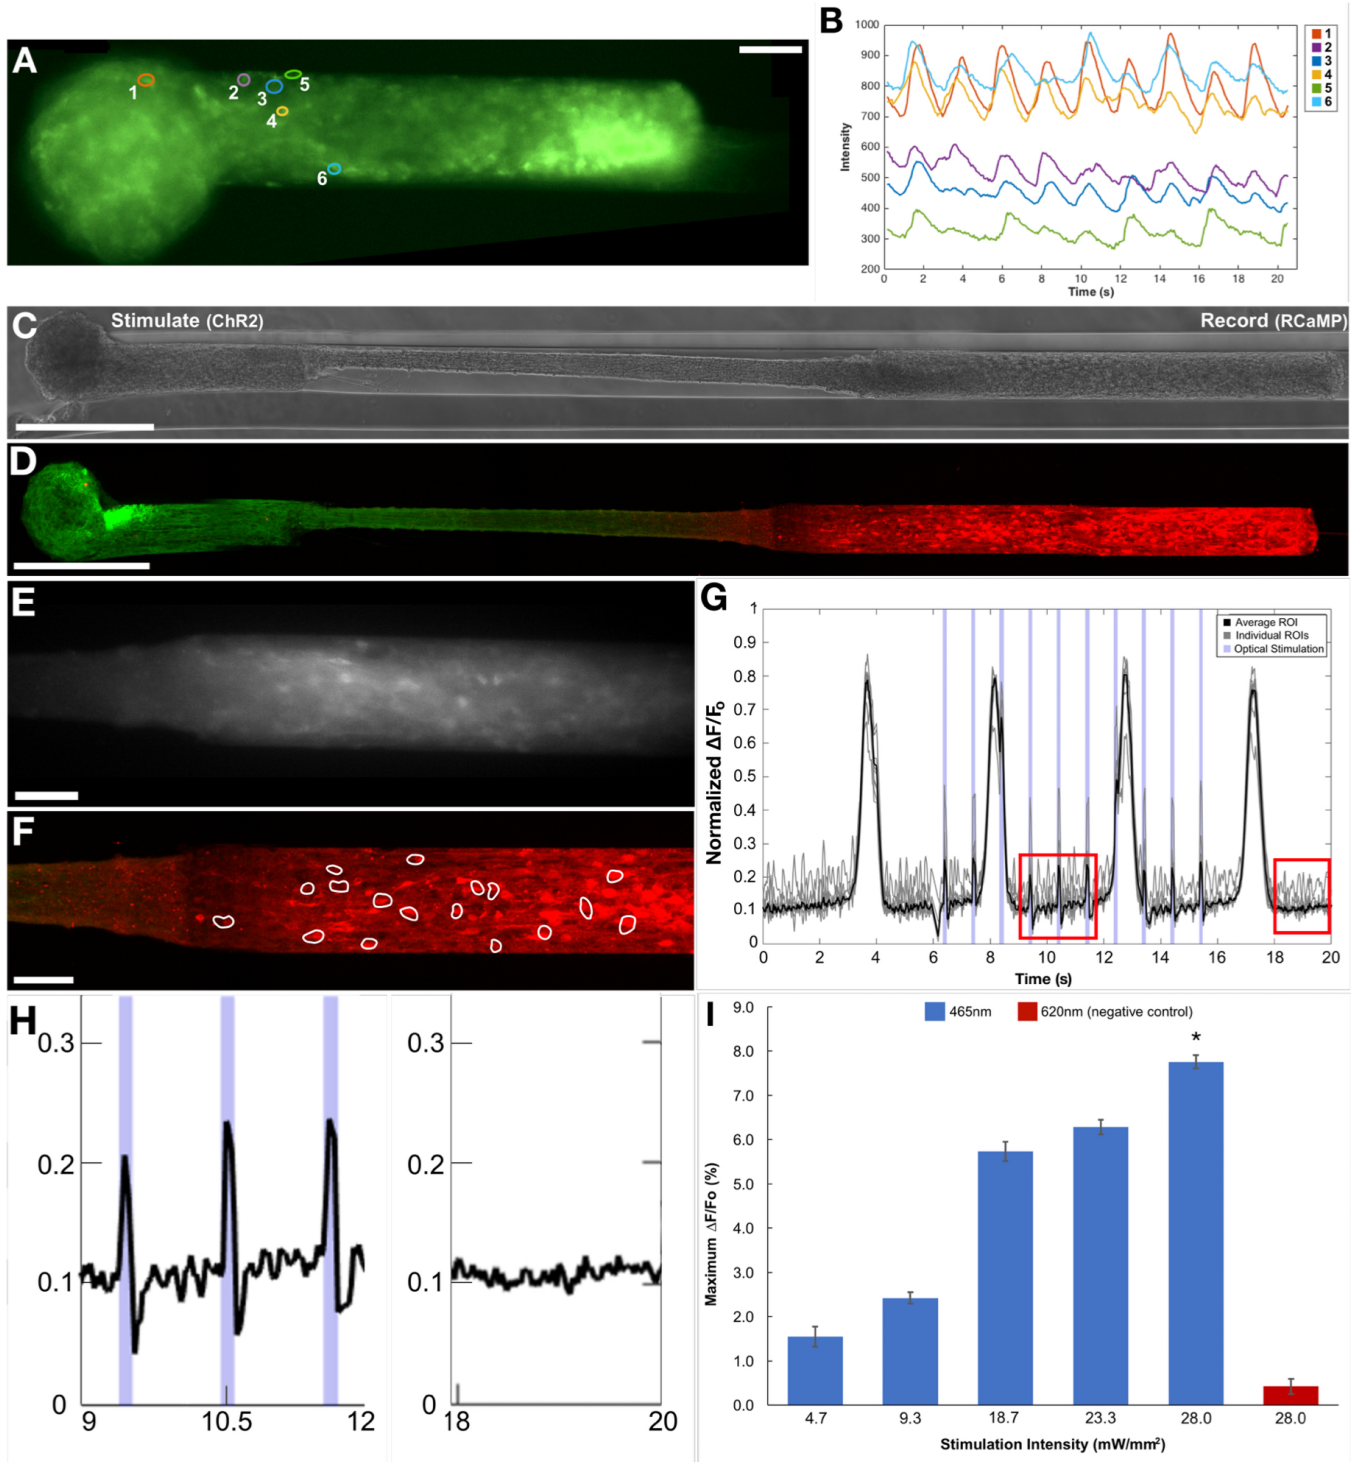 A
1
2
3
4
5
6
B
1000
900
800
700
600
500
400
300
200
Intensity
0 2 4 6 8 10 12 14 16 18 20
Time (s)
1
2
3
4
5
6
C
Stimulate (ChR2)
Record (RCaMP)
D
E
F
G
1
0.9
0.8
0.7
0.6
0.5
0.4
0.3
0.2
0.1
0
Normalized ΔF/Fo
0 2 4 6 8 10 12 14 16 18 20
Time (s)
Average ROI
Individual ROIs
Optical Stimulation
H
0.3
0.2
0.1
0
9 10.5 12
0.3
0.2
0.1
0
18 20
I
465nm
620nm (negative control)
9.0
8.0
7.0
6.0
5.0
4.0
3.0
2.0
1.0
0.0
Maximum ΔF/Fo (%)
*
4.7 9.3 18.7 23.3 28.0 28.0
Stimulation Intensity (mW/mm²)